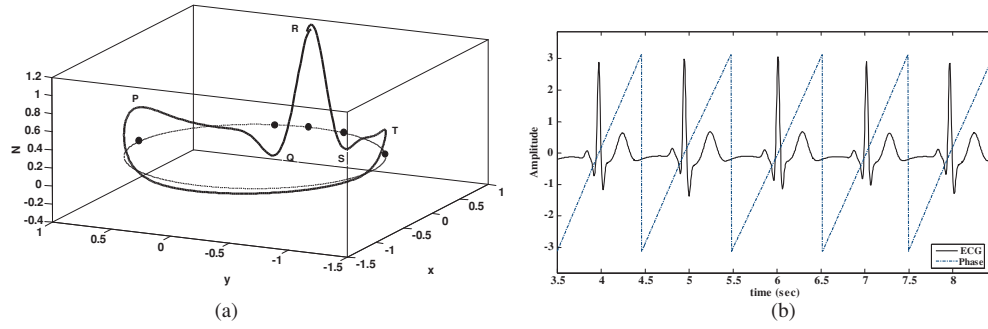 1.2
1
0.8
0.6
0.4
0.2
0
-0.2
-0.4
N
P
R
Q
S
T
1
0.5
0
-0.5
-1
-1.5
y
-1.5
-1
-0.5
0
0.5
1
x
(a)
3
2
1
0
-1
-2
-3
Amplitude
3.5 4 4.5 5 5.5 6 6.5 7 7.5 8
time (sec)
ECG
Phase
(b)